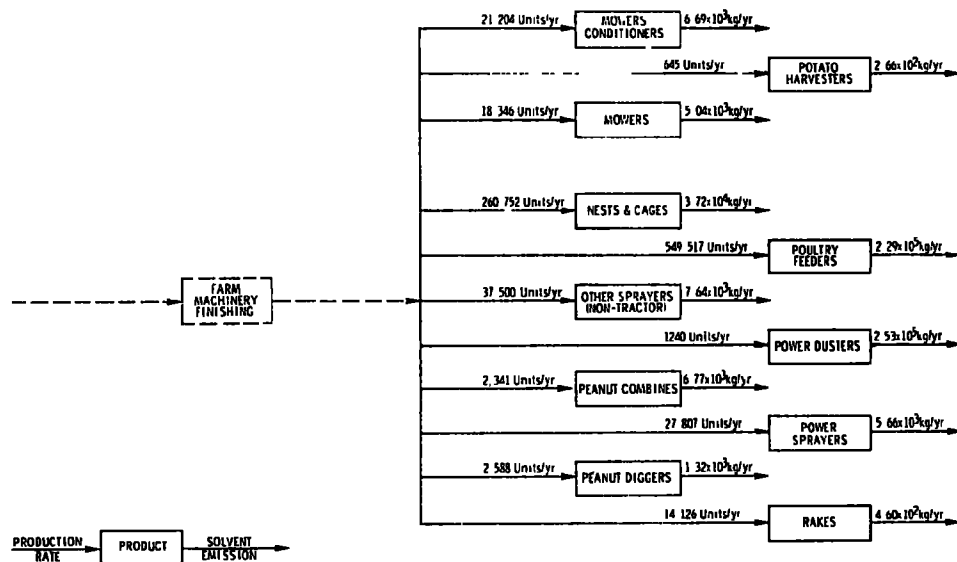 21 204 Units/yr
MOWERS
CONDITIONERS
6 69x10³kg/yr
645 Units/yr
POTATO
HARVESTERS
2 66x10²kg/yr
18 346 Units/yr
MOWERS
5 04x10³kg/yr
260 752 Units/yr
NESTS & CAGES
3 72x10⁴kg/yr
549 517 Units/yr
POULTRY
FEEDERS
2 29x10⁵kg/yr
FARM
MACHINERY
FINISHING
37 500 Units/yr
OTHER SPRAYERS
(NON-TRACTOR)
7 64x10³kg/yr
1240 Units/yr
POWER DUSTERS
2 53x10⁵kg/yr
2,341 Units/yr
PEANUT COMBINES
6 77x10³kg/yr
27 807 Units/yr
POWER
SPRAYERS
5 66x10³kg/yr
2 588 Units/yr
PEANUT DIGGERS
1 32x10³kg/yr
14 126 Units/yr
RAKES
4 60x10²kg/yr
PRODUCTION
RATE
PRODUCT
SOLVENT
EMISSION